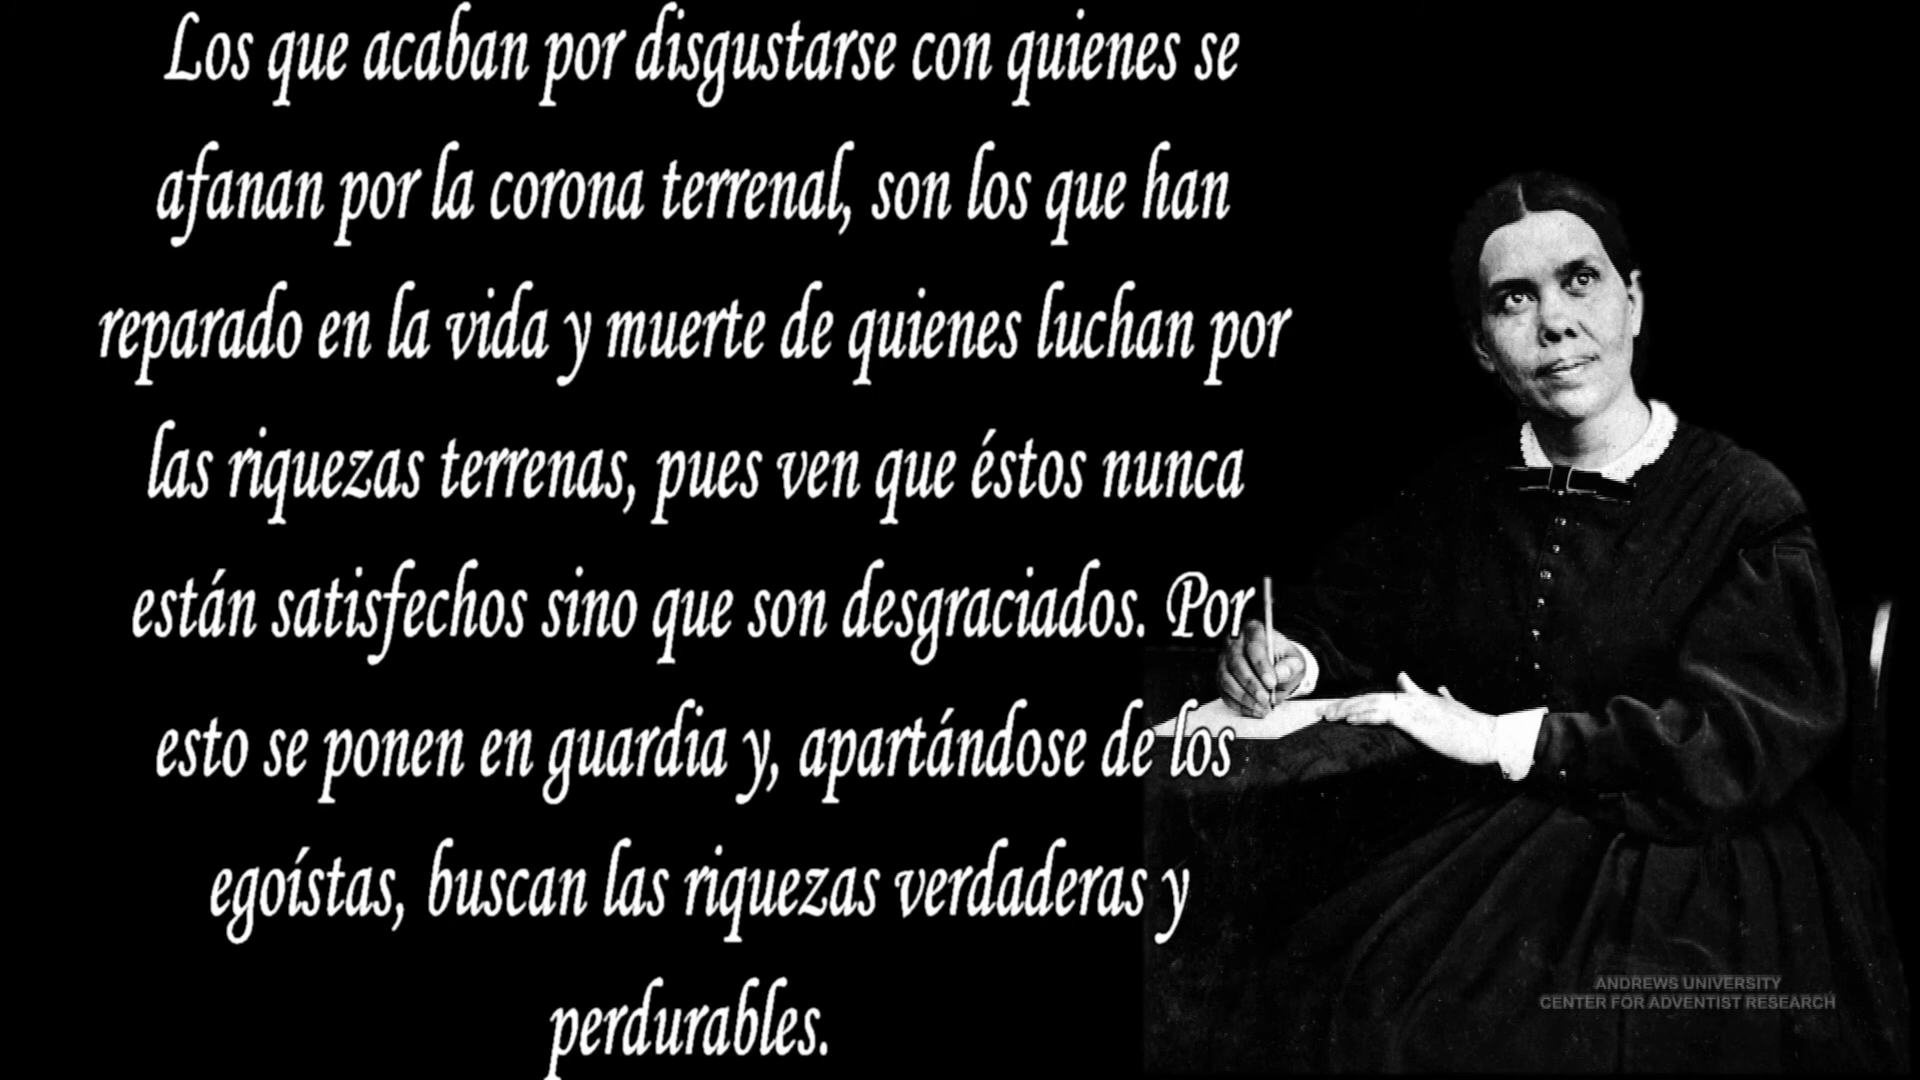 Los que acaban por disgustarse con quienes se
afanan por la corona terrenal, son los que han
reparado en la vida y muerte de quienes luchan por
las riquezas terrenas, pues ven que éstos nunca
están satisfechos sino que son desgraciados. Por
esto se ponen en guardia y, apartándose de los
egoístas, buscan las riquezas verdaderas y
perdurables.
ANDREWS UNIVERSITY
CENTER FOR ADVENTIST RESEARCH